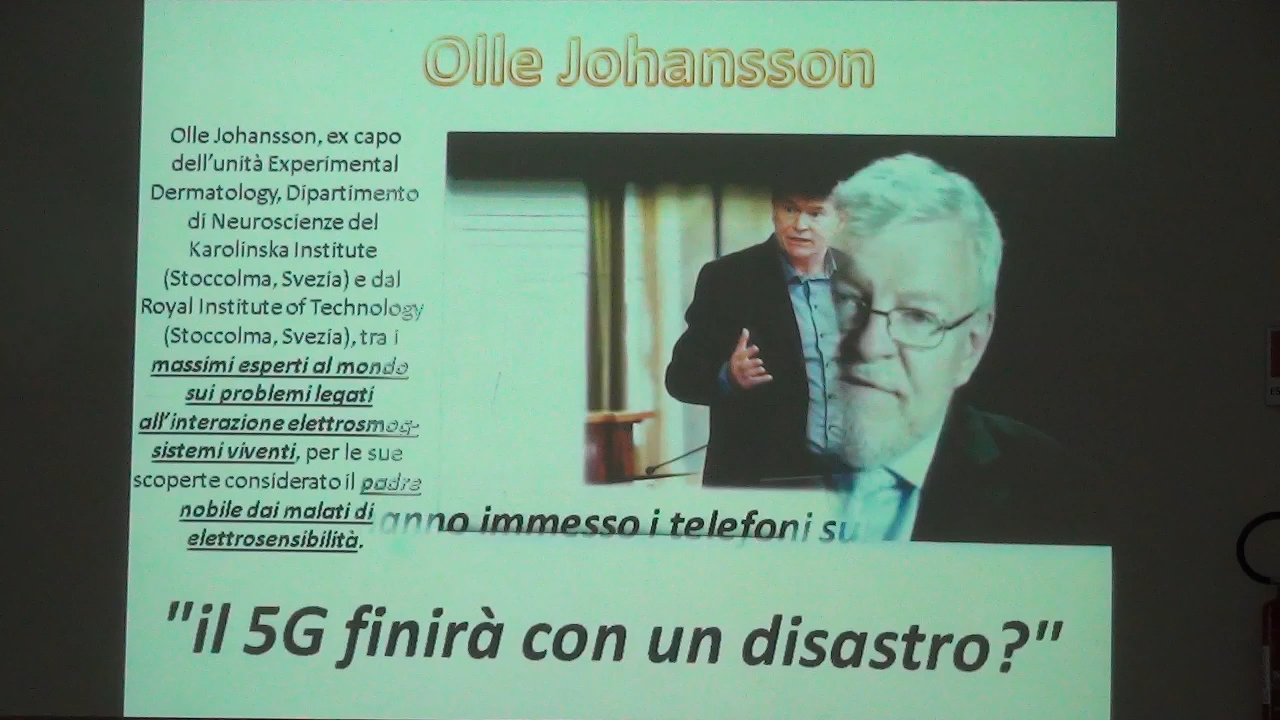 Olle Johansson
Olle Johansson, ex capo
dell'unità Experimental
Dermatology, Dipartimento
di Neuroscienze del
Karolinska Institute
(Stoccolma, Svezia) e dal
Royal Institute of Technology
(Stoccolma, Svezia), tra i
massimi esperti al mondo
sui problemi legati
all'interazione elettrosmog-
sistemi viventi, per le sue
scoperte considerato il padre
nobile dai malati di
elettrosensibilità.
anno immesso i telefoni su
"il 5G finirà con un disastro?"